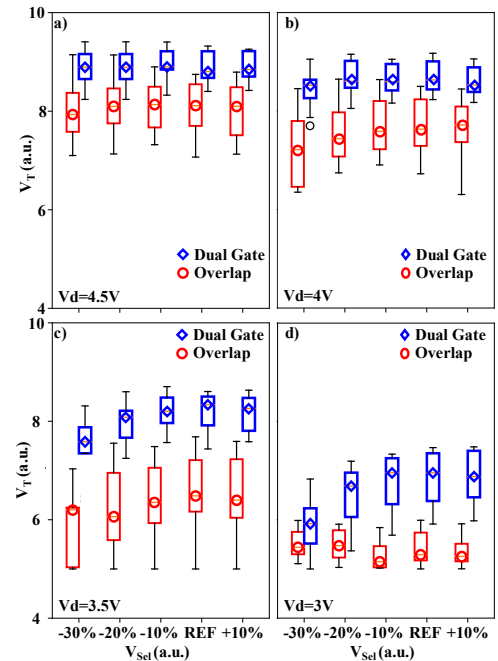 10
a)
b)
8
V_T (a.u.)
6
Dual Gate
Dual Gate
Overlap
Overlap
4
Vd=4.5V
Vd=4V
10
c)
d)
Dual Gate
Dual Gate
Overlap
Overlap
8
V_T (a.u.)
6
4
Vd=3.5V
Vd=3V
-30% -20% -10% REF +10%
-30% -20% -10% REF +10%
V_Sel (a.u.)
V_Sel (a.u.)